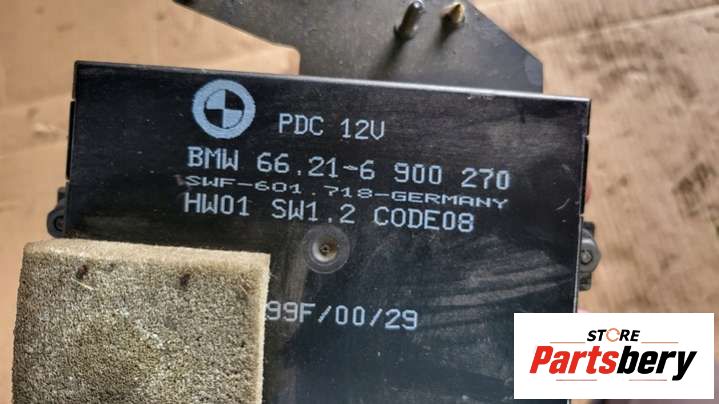 PDC 12V
BMW 66.21-6 900 270
SWF-601.718-GERMANY
HW01 SW1.2 CODE08
99F/00/29
STORE
Partsbery